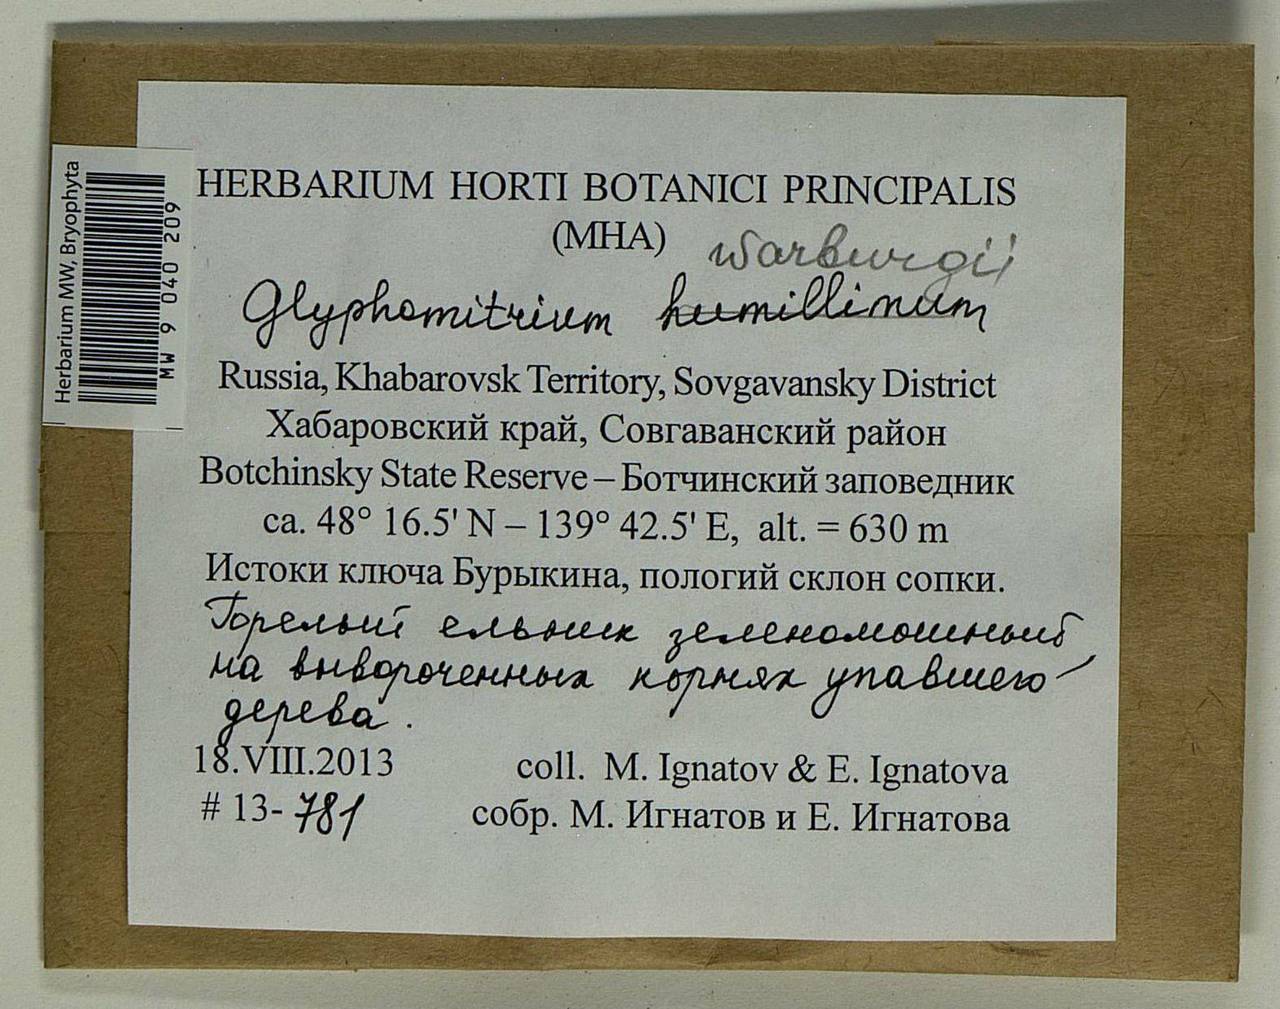 HERBARIUM HORTI BOTANICI PRINCIPALIS
(MHA)
warburgii
Glyphomitrium humillimum
Russia, Khabarovsk Territory, Sovgavansky District
Хабаровский край, Совгаванский район
Botchinsky State Reserve – Ботчинский заповедник
ca. 48° 16.5' N – 139° 42.5' E, alt. = 630 m
Истоки ключа Бурыкина, пологий склон сопки.
Горелый ельник зеленомошный
на вывороченных корнях упавшего
дерева.
18.VIII.2013 coll. M. Ignatov & E. Ignatova
# 13-781 собр. М. Игнатов и Е. Игнатова
Herbarium MW, Bryophyta
MW 9 040 209